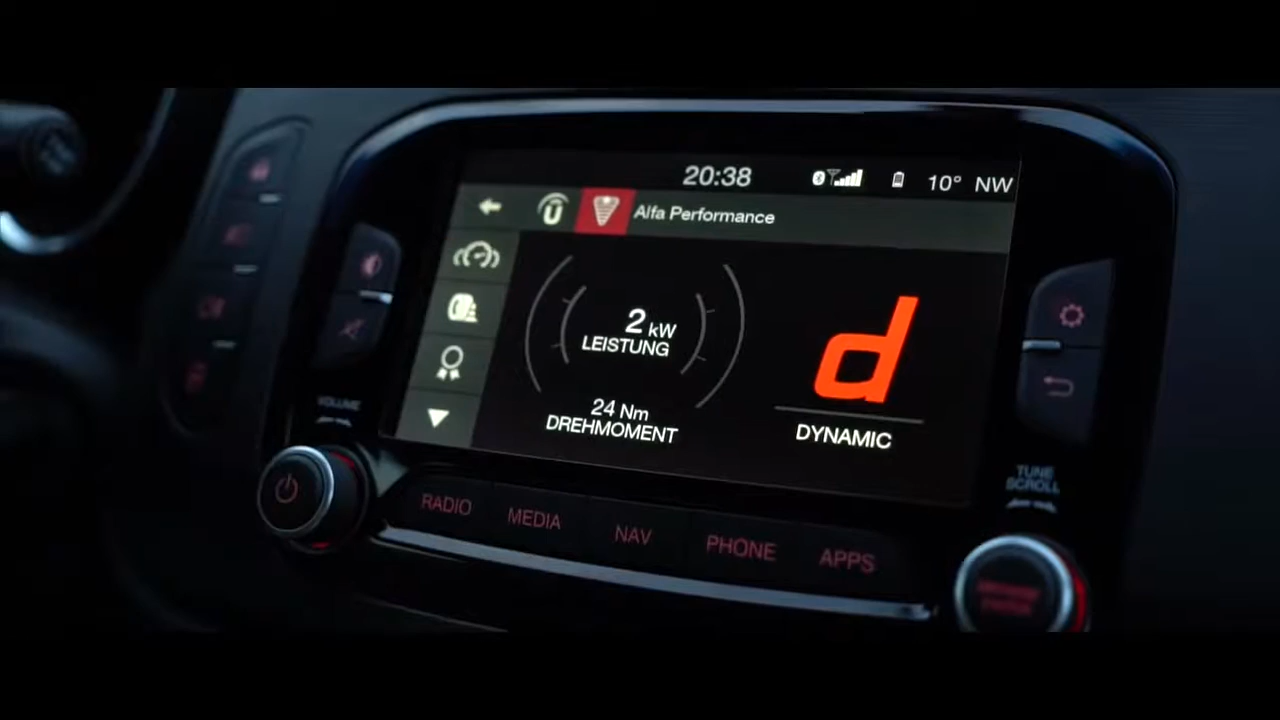 20:38
10° NW
Alfa Performance
2 kW
LEISTUNG
24 Nm
DREHMOMENT
d
DYNAMIC
VOLUME
TUNE
SCROLL
RADIO
MEDIA
NAV
PHONE
APPS